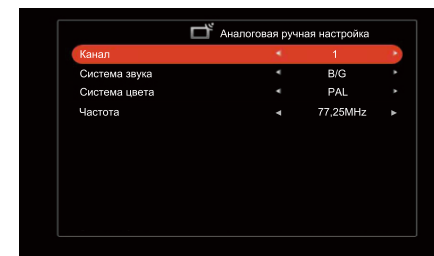 Аналоговая ручная настройка
Канал 1
Система звука B/G
Система цвета PAL
Частота 77,25MHz